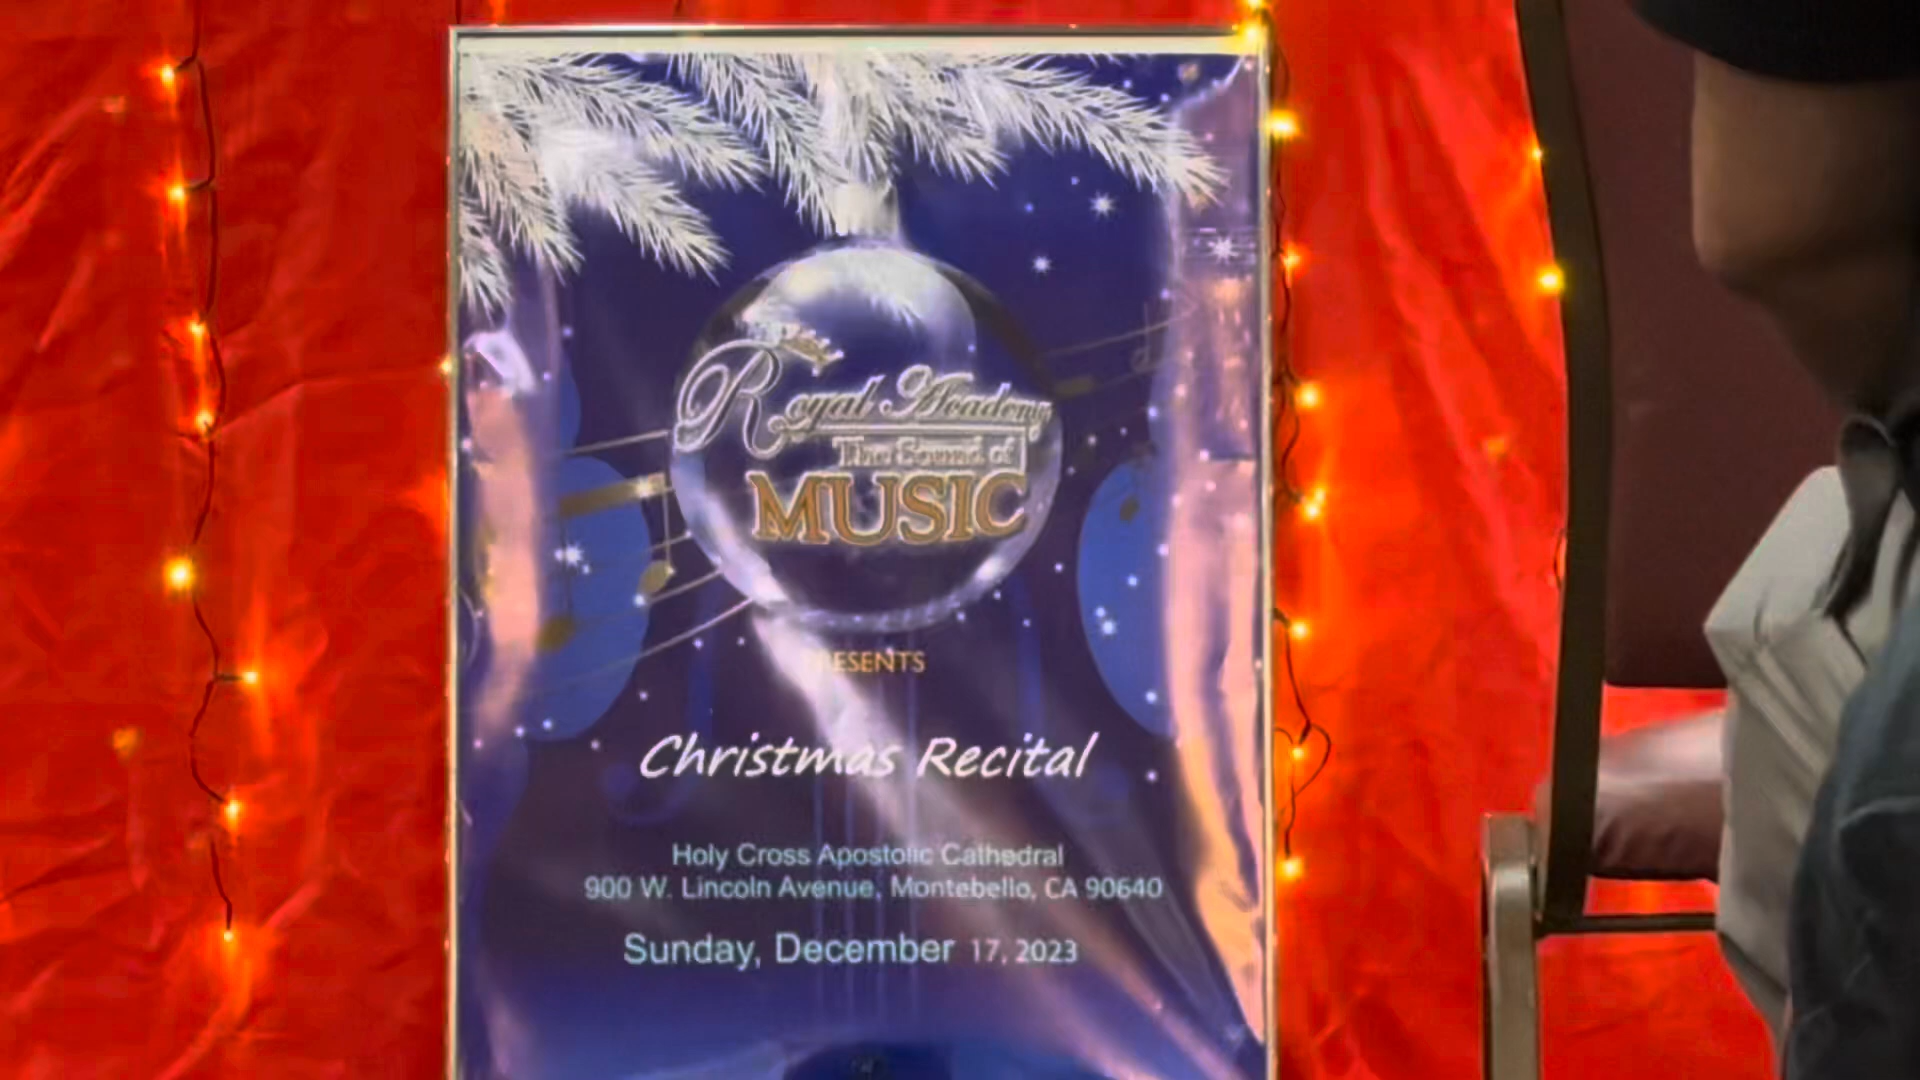 Royal Academy
The Sound of
MUSIC
PRESENTS
Christmas Recital
Holy Cross Apostolic Cathedral
900 W. Lincoln Avenue, Montebello, CA 90640
Sunday, December 17, 2023